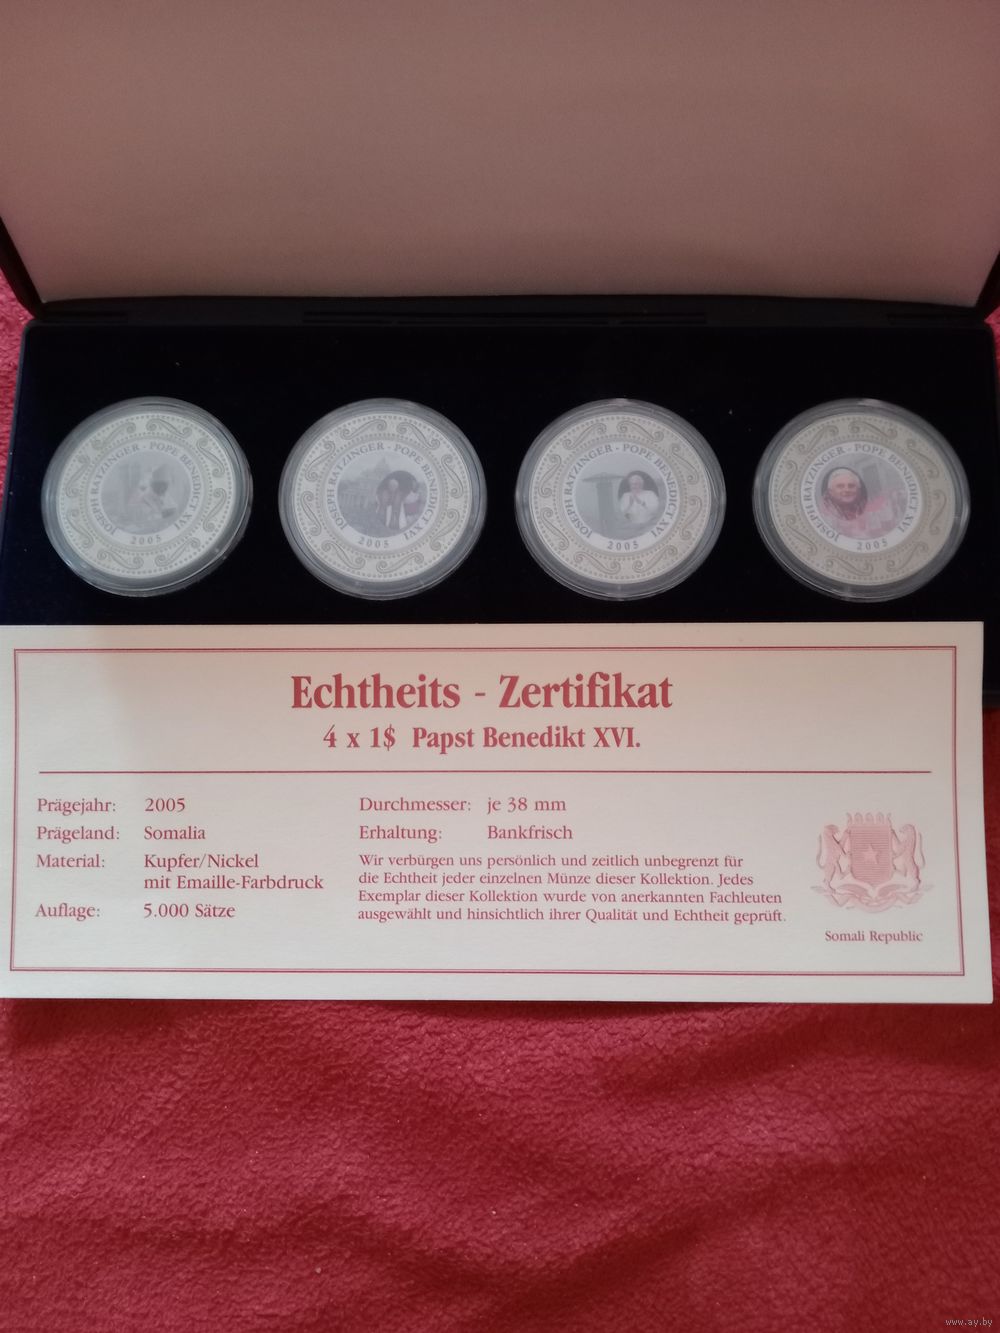 JOSEPH RATZINGER - POPE BENEDICT XVI
2005
JOSEPH RATZINGER - POPE BENEDICT XVI
2005
JOSEPH RATZINGER - POPE BENEDICT XVI
2005
JOSEPH RATZINGER - POPE BENEDICT XVI
2005
Echtheits - Zertifikat
4 x 1$ Papst Benedikt XVI.
Prägejahr: 2005
Prägeland: Somalia
Material: Kupfer/Nickel
mit Emaille-Farbdruck
Auflage: 5.000 Sätze
Durchmesser: je 38 mm
Erhaltung: Bankfrisch
Wir verbürgen uns persönlich und zeitlich unbegrenzt für
die Echtheit jeder einzelnen Münze dieser Kollektion. Jedes
Exemplar dieser Kollektion wurde von anerkannten Fachleuten
ausgewählt und hinsichtlich ihrer Qualität und Echtheit geprüft.
Somali Republic
www.ay.by